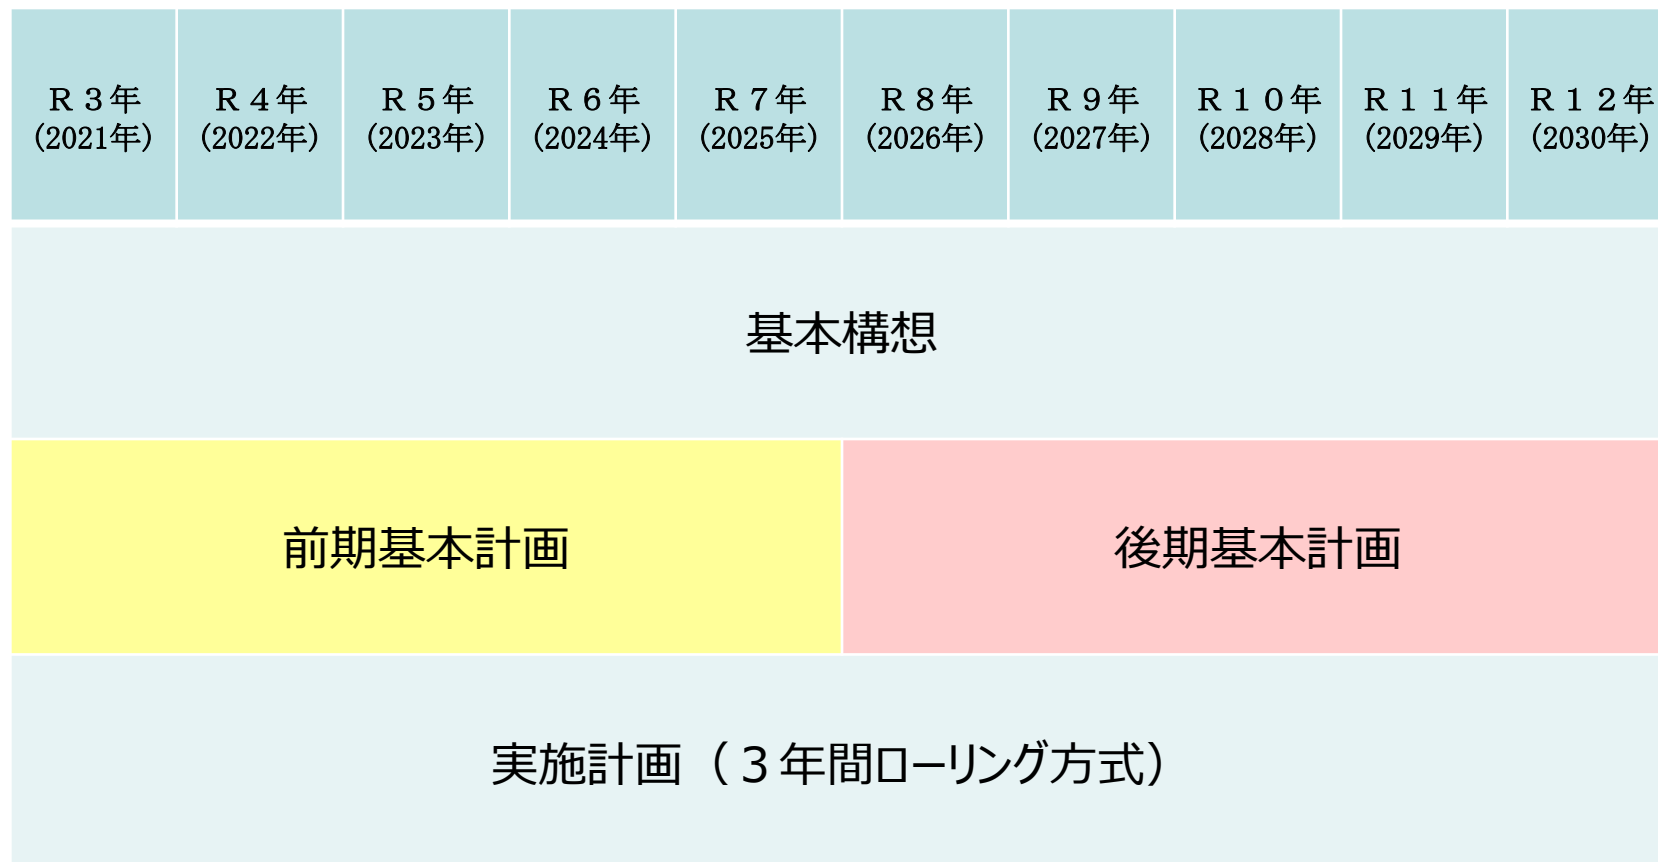 Ｒ３年
(2021年)
Ｒ４年
(2022年)
Ｒ５年
(2023年)
Ｒ６年
(2024年)
Ｒ７年
(2025年)
Ｒ８年
(2026年)
Ｒ９年
(2027年)
Ｒ１０年
(2028年)
Ｒ１１年
(2029年)
Ｒ１２年
(2030年)
基本構想
前期基本計画
後期基本計画
実施計画（３年間ローリング方式）